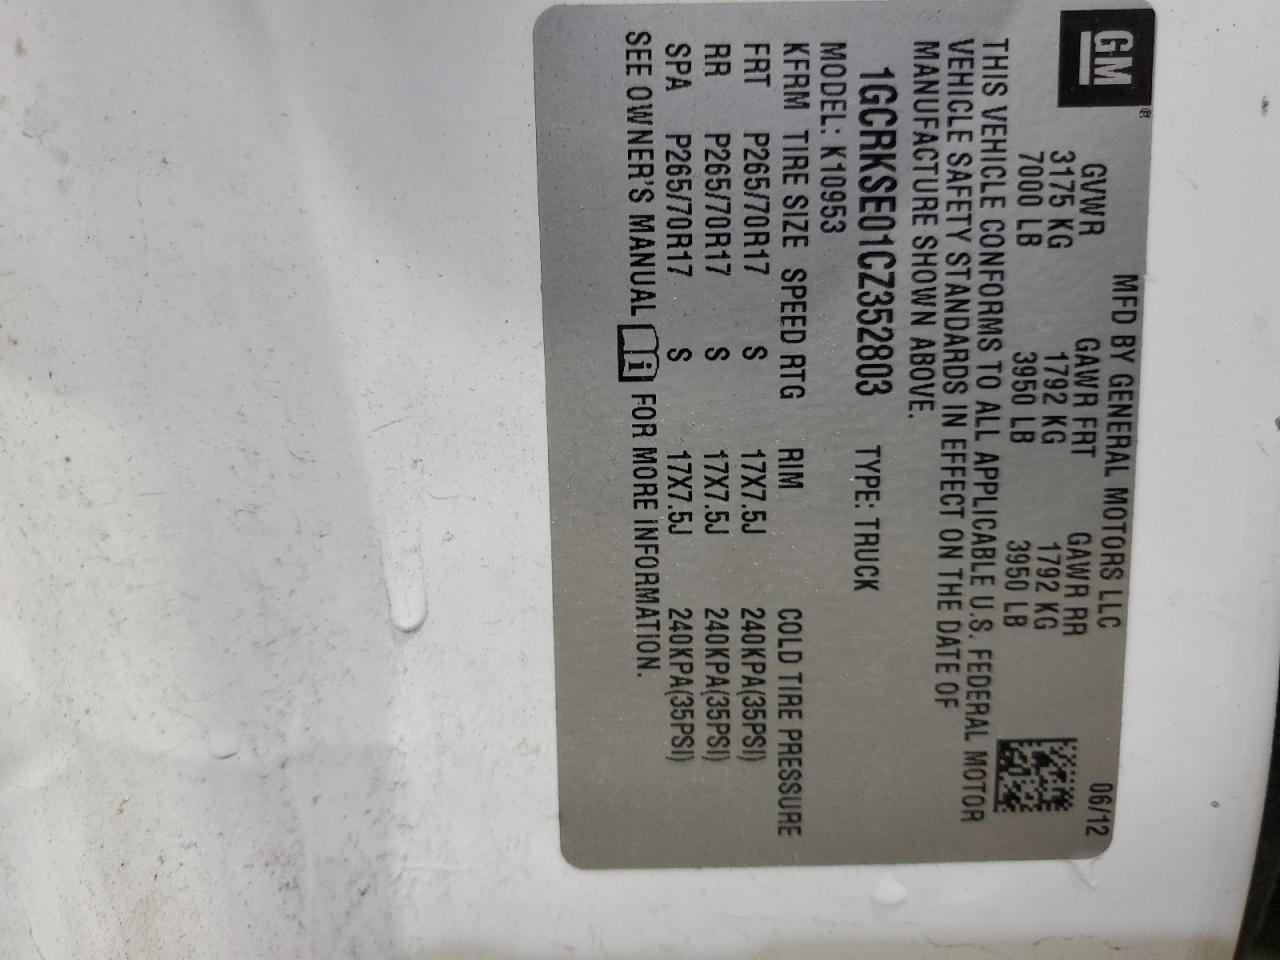 GM®
MFD BY GENERAL MOTORS LLC 06/12
GVWR GAWR FRT GAWR RR
3175 KG 1792 KG 1792 KG
7000 LB 3950 LB 3950 LB
THIS VEHICLE CONFORMS TO ALL APPLICABLE U.S. FEDERAL MOTOR
VEHICLE SAFETY STANDARDS IN EFFECT ON THE DATE OF
MANUFACTURE SHOWN ABOVE.
1GCRKSE01CZ352803 TYPE: TRUCK
MODEL: K10953
KFRM TIRE SIZE SPEED RTG RIM COLD TIRE PRESSURE
FRT P265/70R17 S 17X7.5J 240KPA(35PSI)
RR P265/70R17 S 17X7.5J 240KPA(35PSI)
SPA P265/70R17 S 17X7.5J 240KPA(35PSI)
SEE OWNER'S MANUAL i FOR MORE INFORMATION.